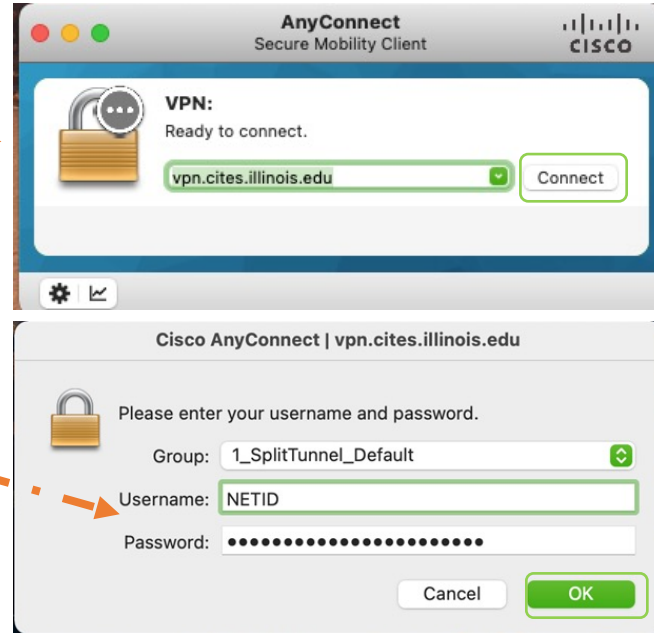 AnyConnect
Secure Mobility Client
CISCO
VPN:
Ready to connect.
vpn.cites.illinois.edu
Connect
Cisco AnyConnect | vpn.cites.illinois.edu
Please enter your username and password.
Group: 1_SplitTunnel_Default
Username: NETID
Password: •••••••••••••••••••••••
Cancel OK